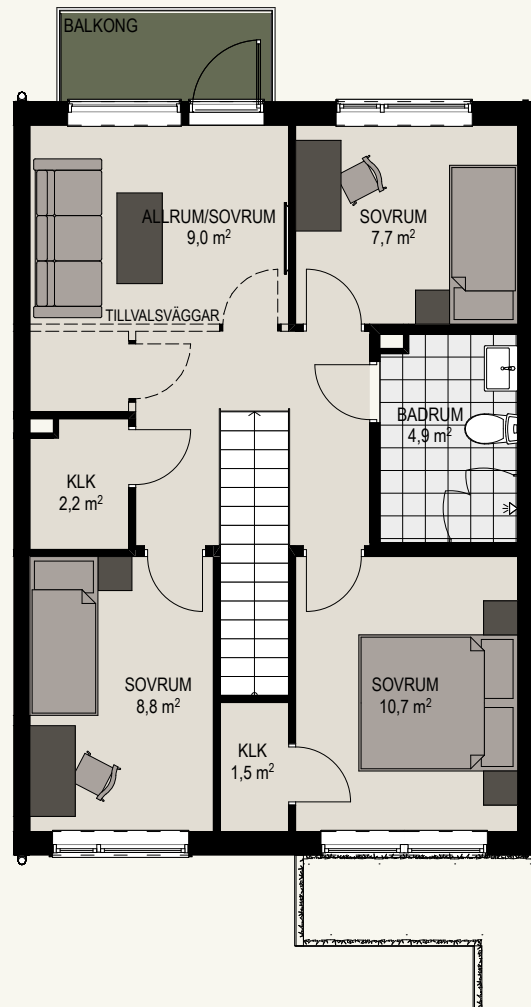 BALKONG
ALLRUM/SOVRUM
9,0 m²
SOVRUM
7,7 m²
TILLVALSVÄGGAR
BADRUM
4,9 m²
KLK
2,2 m²
SOVRUM
8,8 m²
SOVRUM
10,7 m²
KLK
1,5 m²